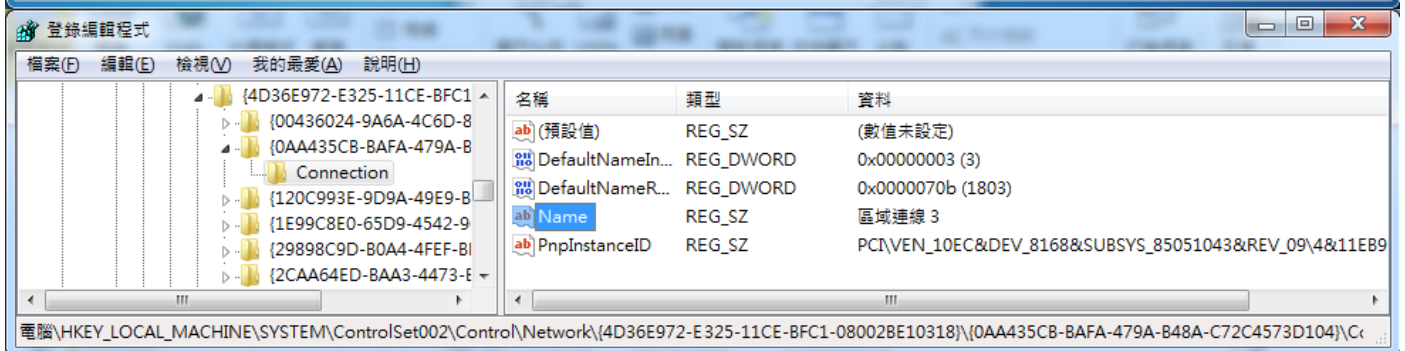 登錄編輯程式
檔案(F) 編輯(E) 檢視(V) 我的最愛(A) 說明(H)
{4D36E972-E325-11CE-BFC1
{00436024-9A6A-4C6D-8
{0AA435CB-BAFA-479A-B
Connection
{120C993E-9D9A-49E9-B
{1E99C8E0-65D9-4542-9
{29898C9D-B0A4-4FEF-B
{2CAA64ED-BAA3-4473-E
名稱 類型 資料
(預設值) REG_SZ (數值未設定)
DefaultNameIn... REG_DWORD 0x00000003 (3)
DefaultNameR... REG_DWORD 0x0000070b (1803)
Name REG_SZ 區域連線 3
PnpInstanceID REG_SZ PCI\VEN_10EC&DEV_8168&SUBSYS_85051043&REV_09\4&11EB9
電腦\HKEY_LOCAL_MACHINE\SYSTEM\ControlSet002\Control\Network\{4D36E972-E325-11CE-BFC1-08002BE10318}\{0AA435CB-BAFA-479A-B48A-C72C4573D104}\Co